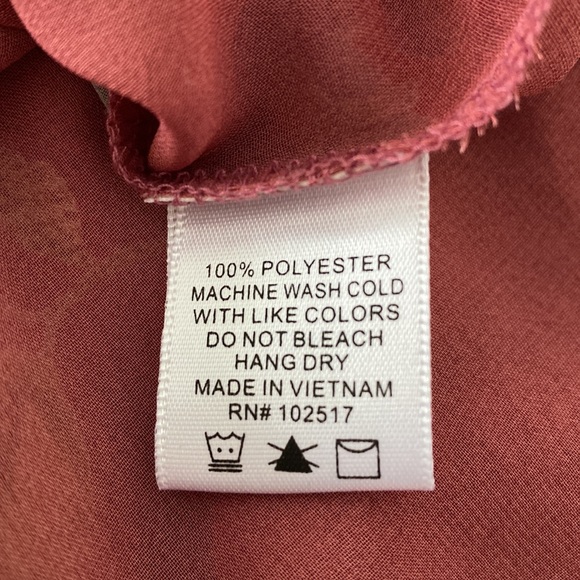 100% POLYESTER
MACHINE WASH COLD
WITH LIKE COLORS
DO NOT BLEACH
HANG DRY
MADE IN VIETNAM
RN# 102517